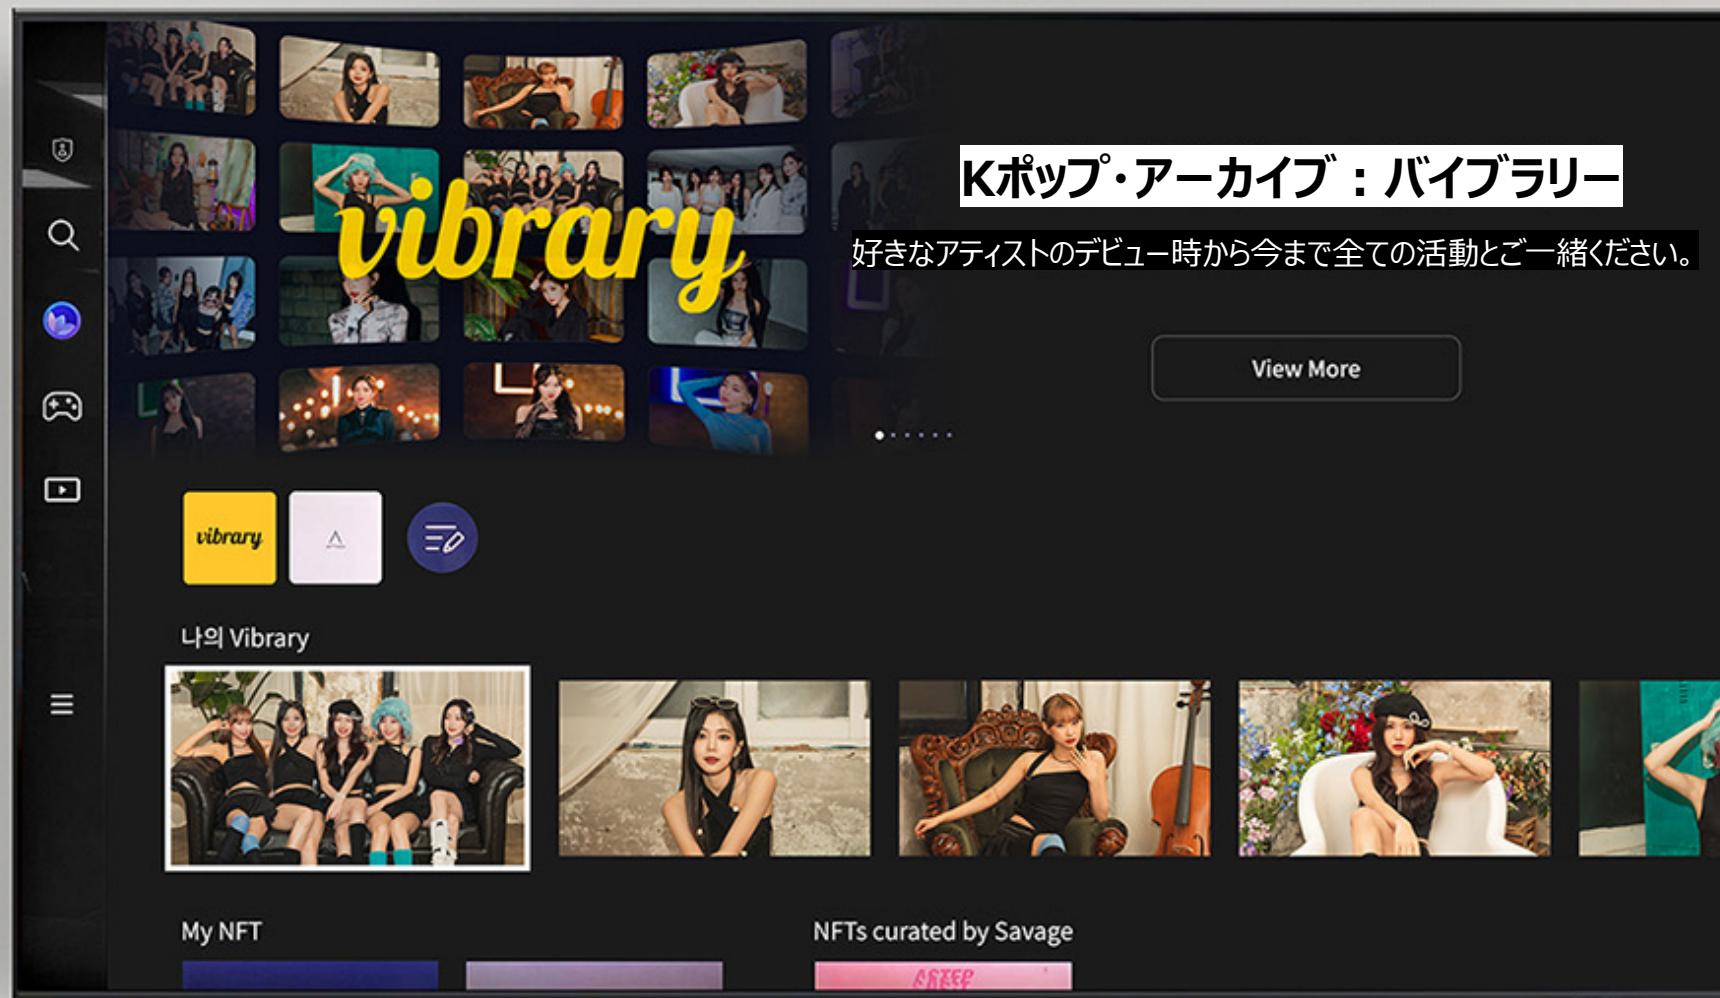 vibrary
Kポップ・アーカイブ：バイブラリー
好きなアティストのデビュー時から今まで全ての活動とご一緒ください。
View More
vibrary
나의 Vibrary
My NFT
NFTs curated by Savage